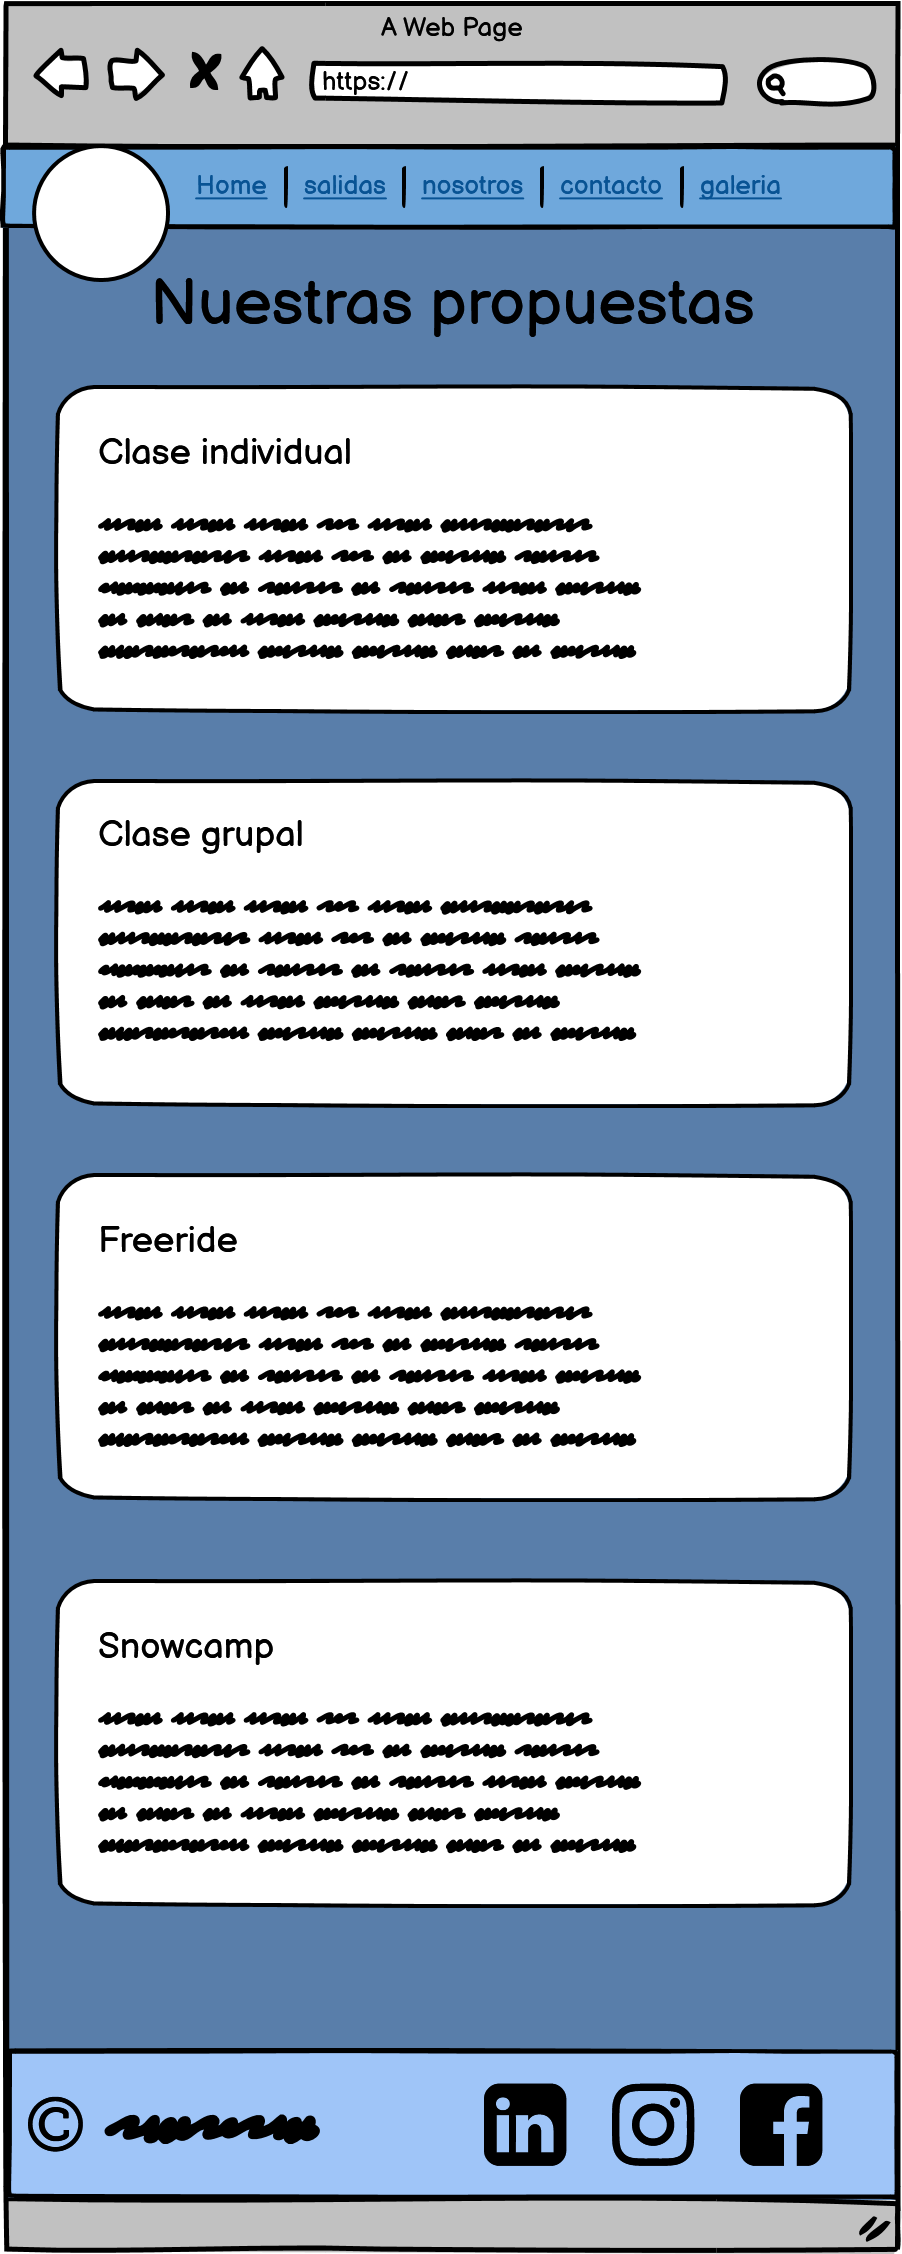 A Web Page
https://
Home | salidas | nosotros | contacto | galeria
Nuestras propuestas
Clase individual
Clase grupal
Freeride
Snowcamp
©